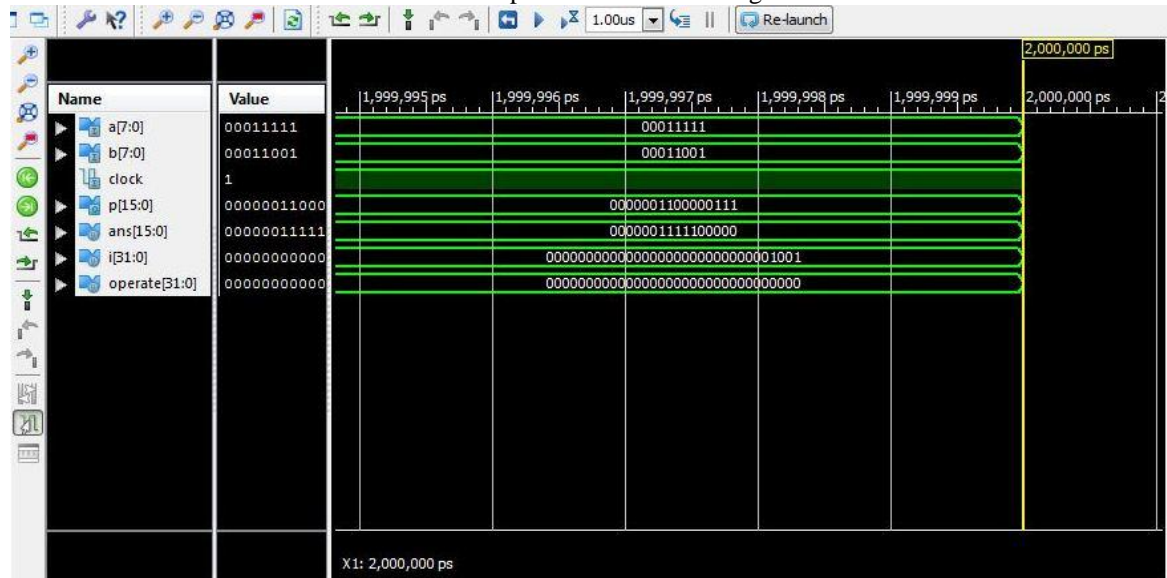 1.00us Re-launch
2,000,000 ps
Name Value 1,999,995 ps 1,999,996 ps 1,999,997 ps 1,999,998 ps 1,999,999 ps 2,000,000 ps 2
a[7:0] 00011111 00011111
b[7:0] 00011001 00011001
clock 1
p[15:0] 00000011000 0000001100000111
ans[15:0] 00000011111 0000001111100000
i[31:0] 00000000000 00000000000000000000000000001001
operate[31:0] 00000000000 00000000000000000000000000000000
X1: 2,000,000 ps